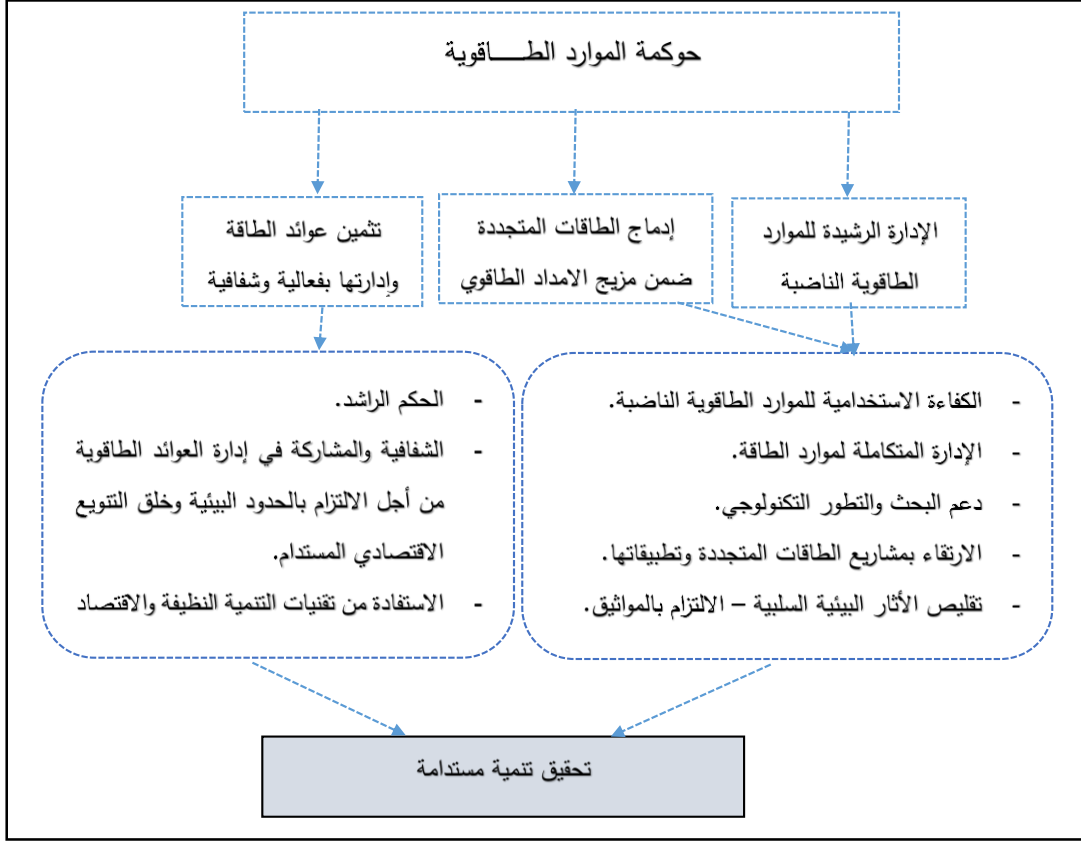 حوكمة الموارد الطـــــاقوية
الإدارة الرشيدة للموارد
الطاقوية الناضبة
إدماج الطاقات المتجددة
ضمن مزيج الامداد الطاقوي
تثمين عوائد الطاقة
وإدارتها بفعالية وشفافية
- الكفاءة الاستخدامية للموارد الطاقوية الناضبة.
- الإدارة المتكاملة لموارد الطاقة.
- دعم البحث والتطور التكنولوجي.
- الارتقاء بمشاريع الطاقات المتجددة وتطبيقاتها.
- تقليص الأثار البيئية السلبية – الالتزام بالمواثيق.
- الحكم الراشد.
- الشفافية والمشاركة في إدارة العوائد الطاقوية
من أجل الالتزام بالحدود البيئية وخلق التنويع
الاقتصادي المستدام.
- الاستفادة من تقنيات التنمية النظيفة والاقتصاد
تحقيق تنمية مستدامة